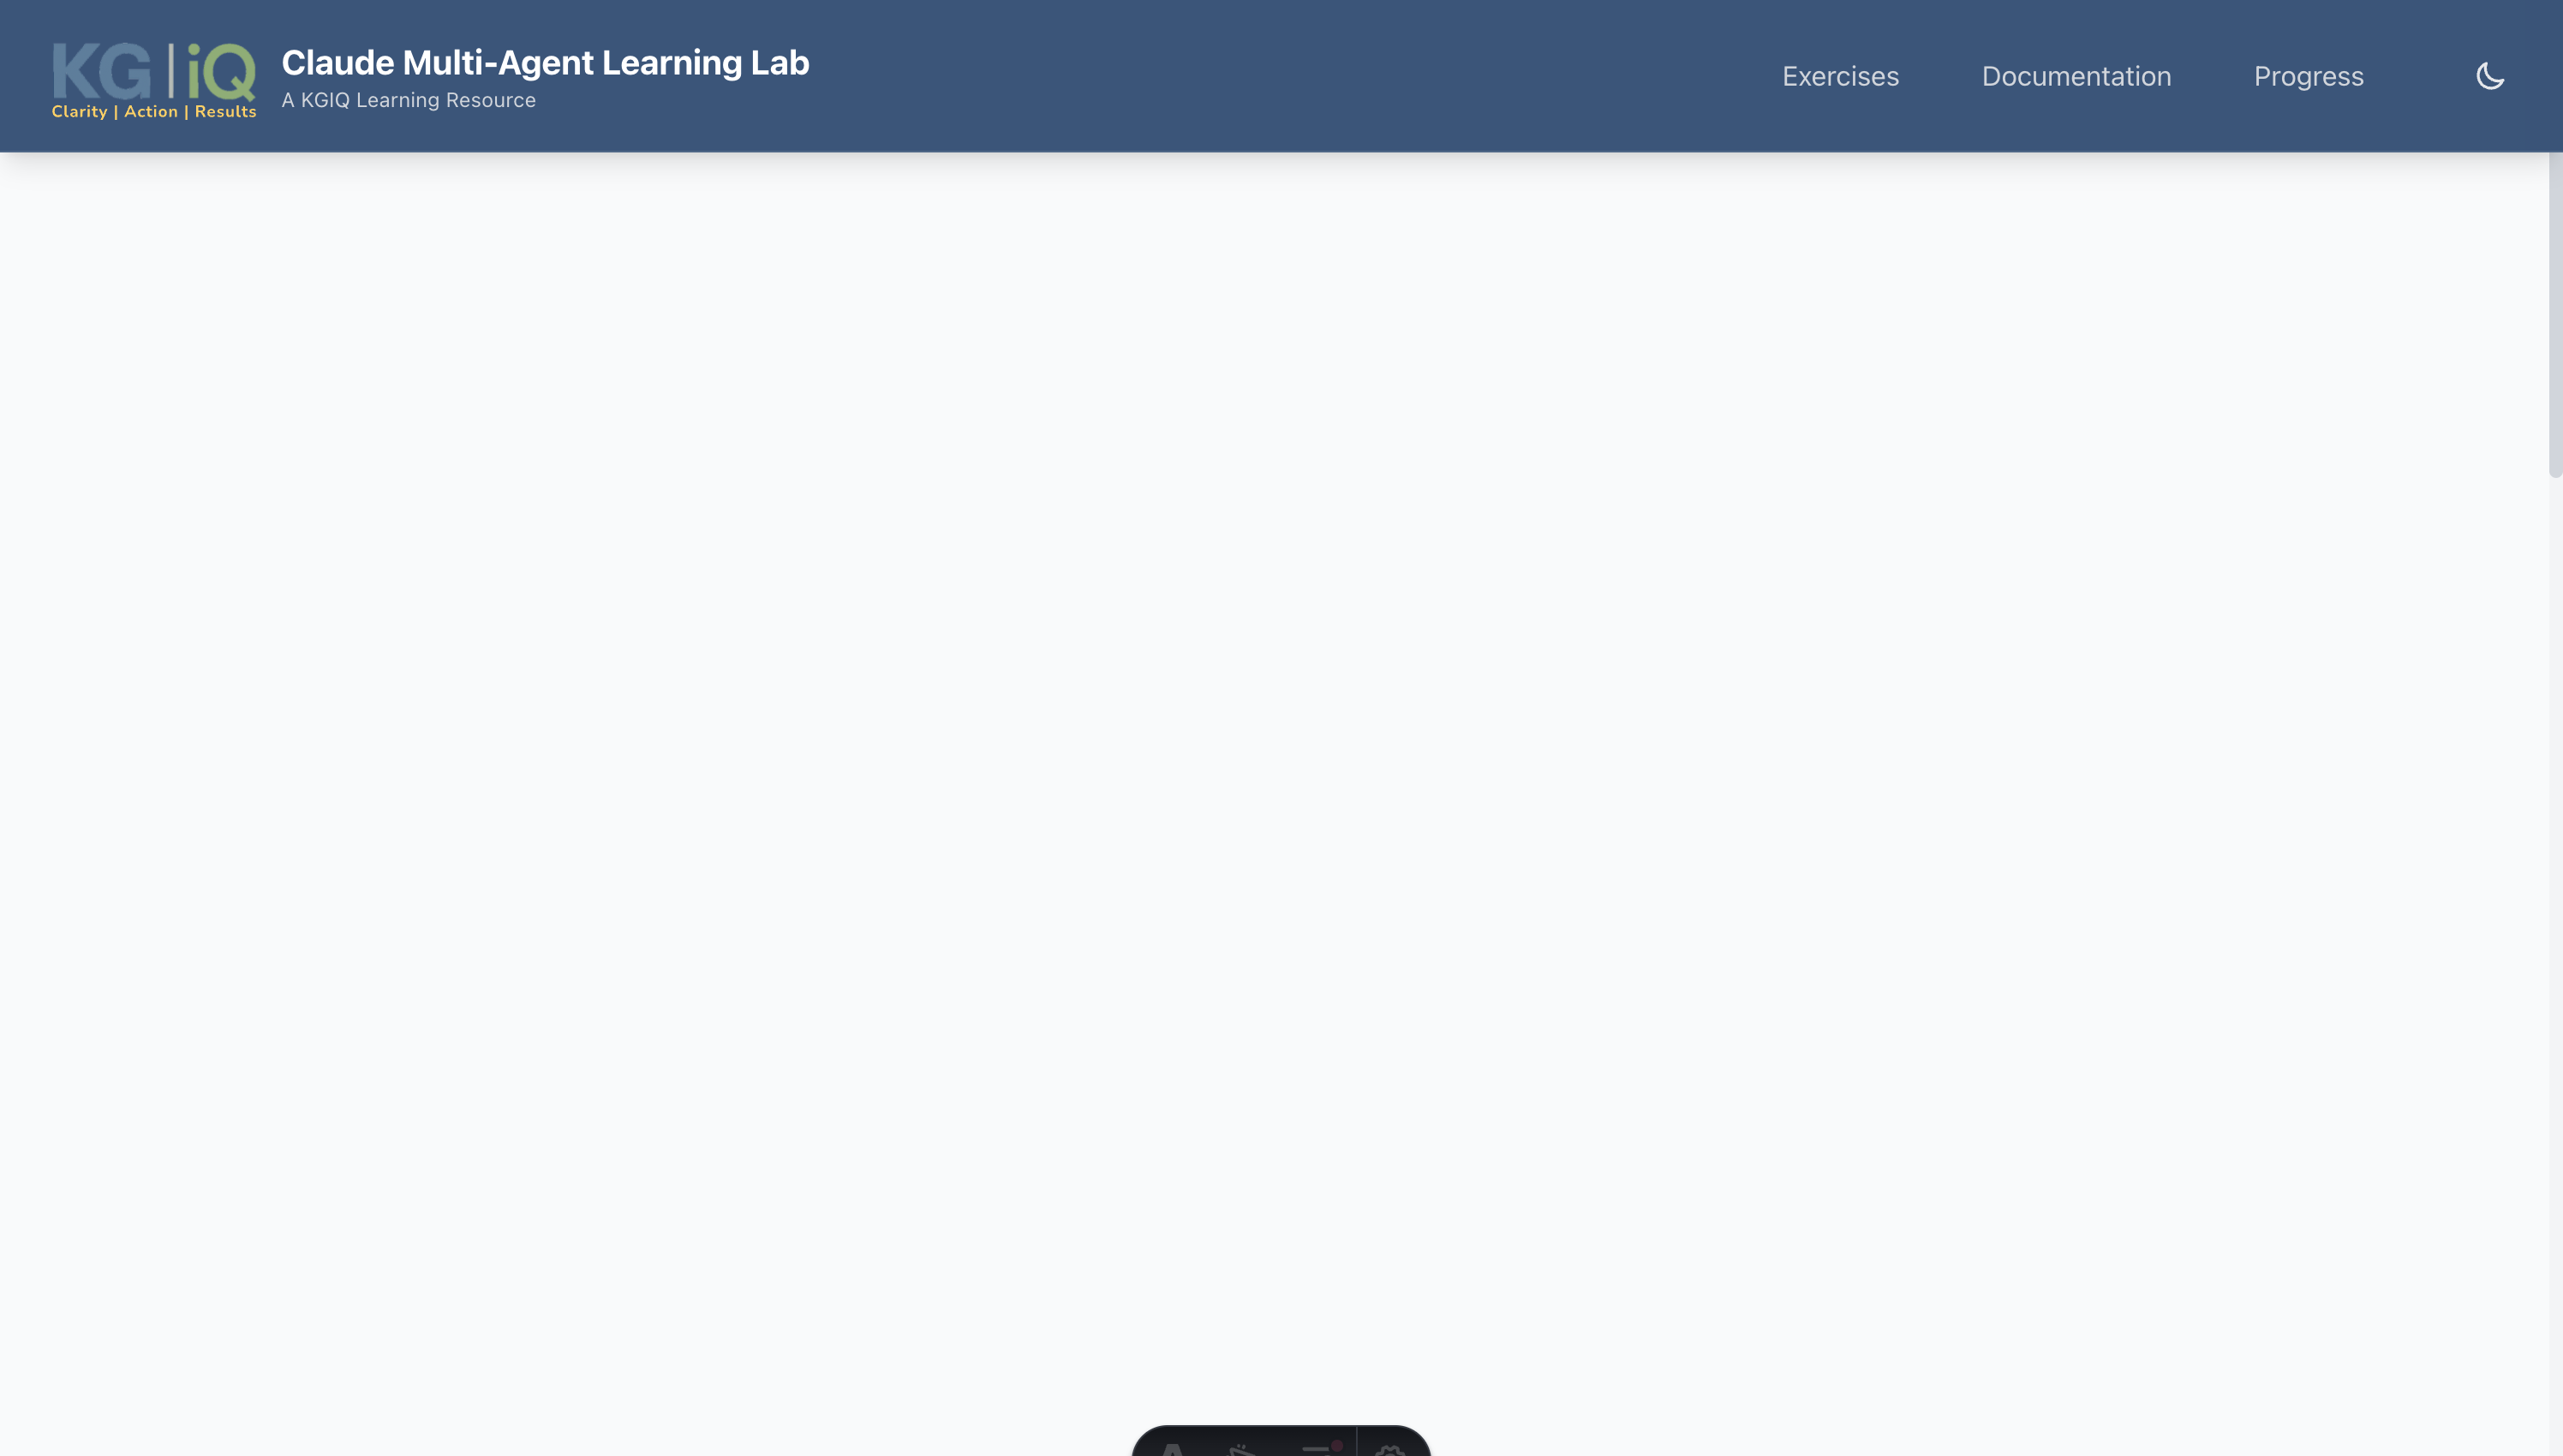 KG|iQ
Clarity | Action | Results
Claude Multi-Agent Learning Lab
A KGIQ Learning Resource
Exercises
Documentation
Progress